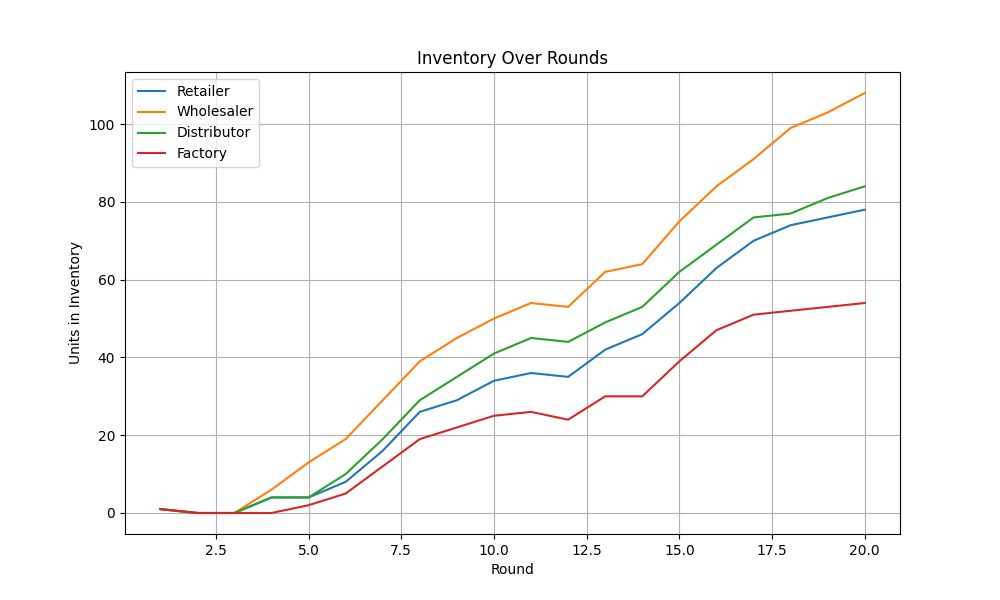 Inventory Over Rounds
Retailer
Wholesaler
Distributor
Factory
Units in Inventory
100
80
60
40
20
0
2.5 5.0 7.5 10.0 12.5 15.0 17.5 20.0
Round